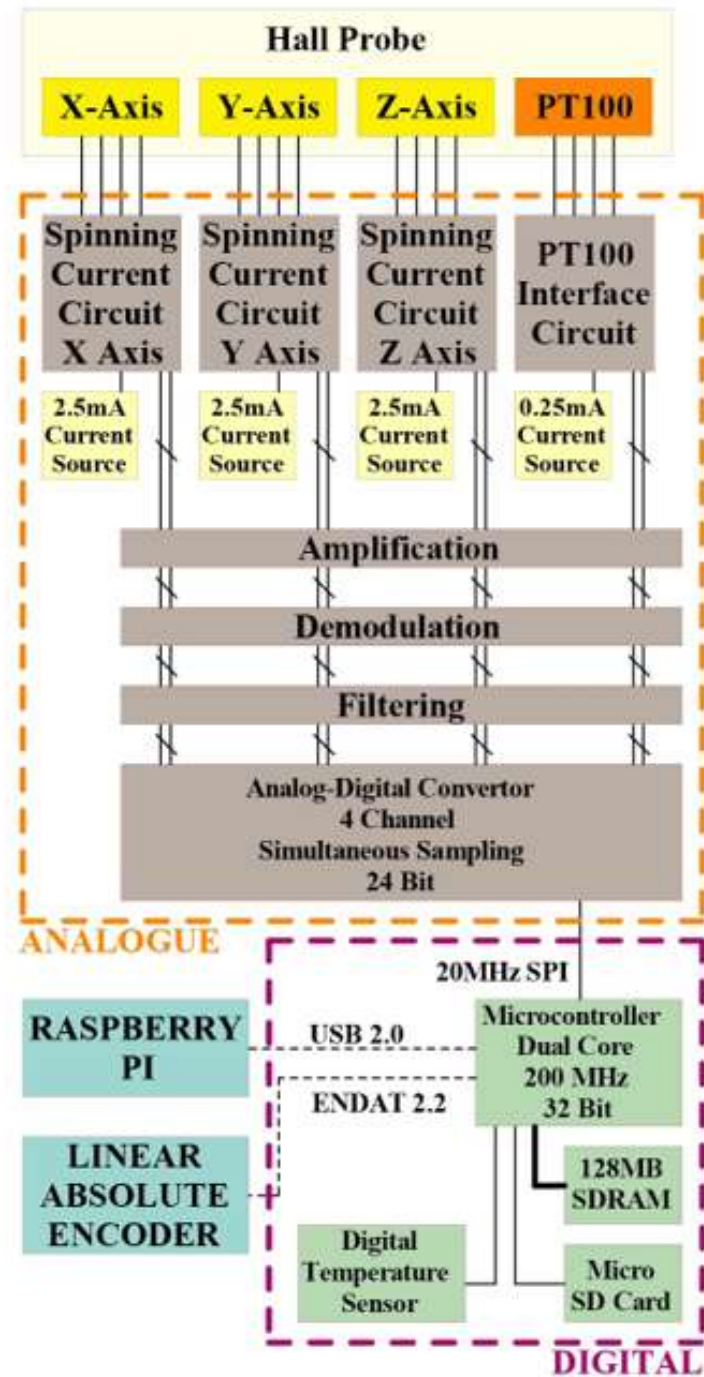 Hall Probe
X-Axis
Y-Axis
Z-Axis
PT100
Spinning
Current
Circuit
X Axis
Spinning
Current
Circuit
Y Axis
Spinning
Current
Circuit
Z Axis
PT100
Interface
Circuit
2.5mA
Current
Source
2.5mA
Current
Source
2.5mA
Current
Source
0.25mA
Current
Source
Amplification
Demodulation
Filtering
Analog-Digital Convertor
4 Channel
Simultaneous Sampling
24 Bit
ANALOGUE
20MHz SPI
RASPBERRY
PI
USB 2.0
Microcontroller
Dual Core
200 MHz
32 Bit
ENDAT 2.2
LINEAR
ABSOLUTE
ENCODER
128MB
SDRAM
Digital
Temperature
Sensor
Micro
SD Card
DIGITAL